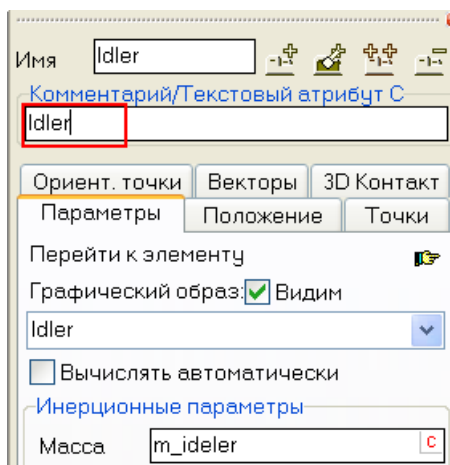 Имя Idler
Комментарий/Текстовый атрибут C
Idler
Ориент. точки Векторы 3D Контакт
Параметры Положение Точки
Перейти к элементу
Графический образ: Видим
Idler
Вычислять автоматически
Инерционные параметры
Масса m_ideler C